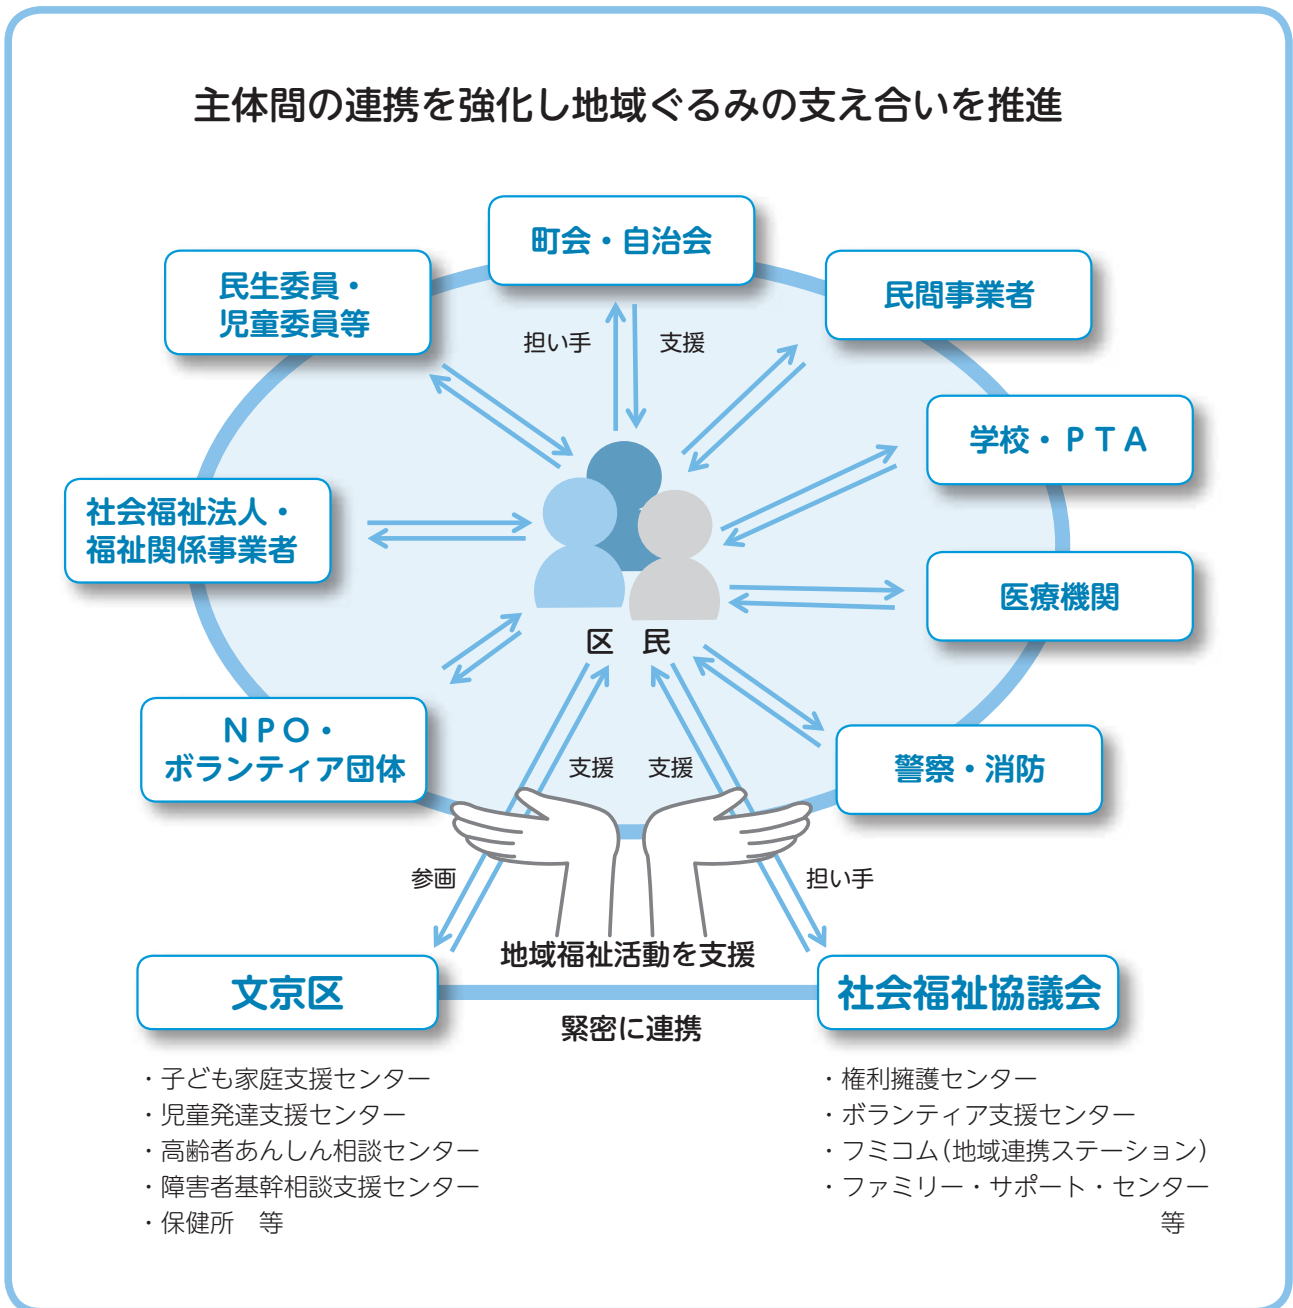 主体間の連携を強化し地域ぐるみの支え合いを推進
町会・自治会
民生委員・
児童委員等
民間事業者
担い手
支援
学校・ＰＴＡ
社会福祉法人・
福祉関係事業者
医療機関
区　民
ＮＰＯ・
ボランティア団体
警察・消防
支援
支援
参画
担い手
地域福祉活動を支援
文京区
社会福祉協議会
緊密に連携
・子ども家庭支援センター
・児童発達支援センター
・高齢者あんしん相談センター
・障害者基幹相談支援センター
・保健所　等
・権利擁護センター
・ボランティア支援センター
・フミコム（地域連携ステーション）
・ファミリー・サポート・センター
等